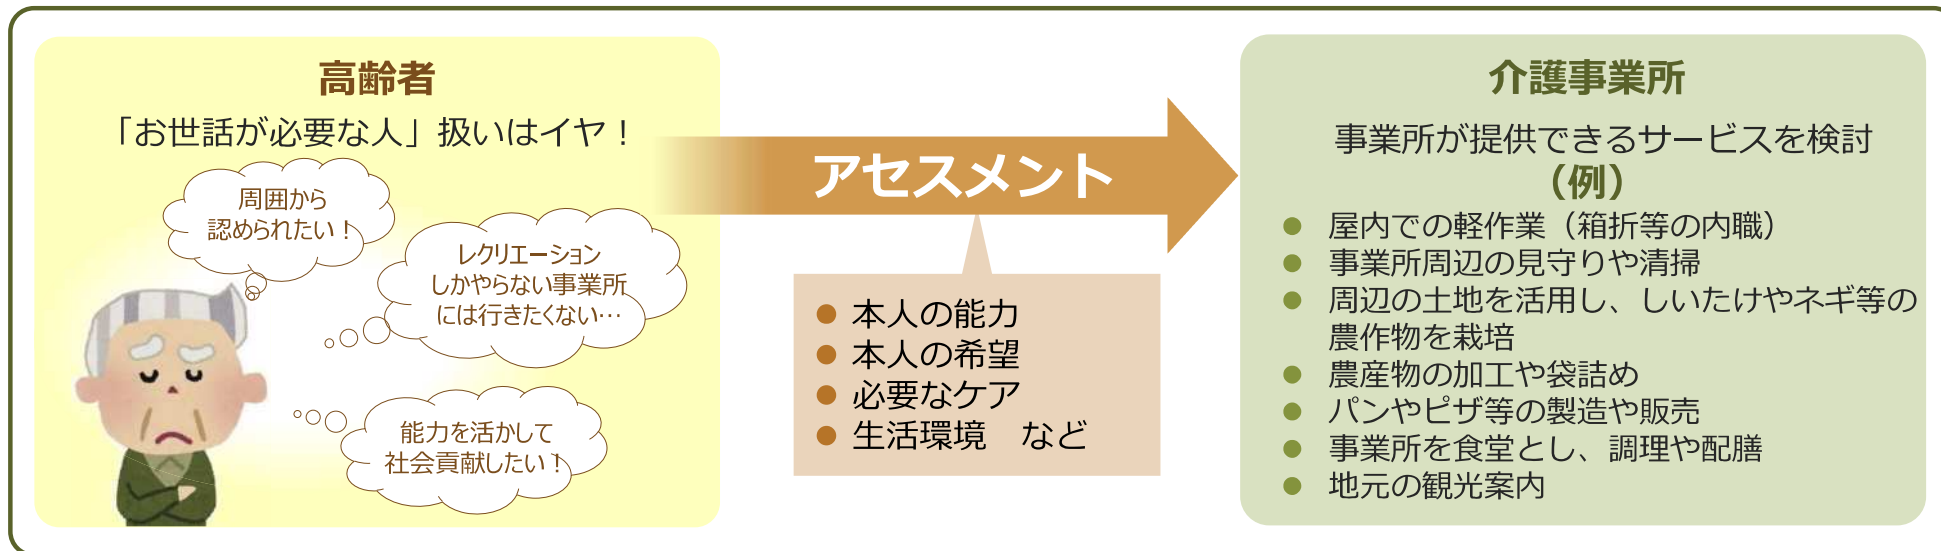 高齢者
「お世話が必要な人」扱いはイヤ！
周囲から
認められたい！
レクリエーション
しかやらない事業所
には行きたくない…
能力を活かして
社会貢献したい！
アセスメント
● 本人の能力
● 本人の希望
● 必要なケア
● 生活環境　など
介護事業所
事業所が提供できるサービスを検討
（例）
● 屋内での軽作業（箱折等の内職）
● 事業所周辺の見守りや清掃
● 周辺の土地を活用し、しいたけやネギ等の
農作物を栽培
● 農産物の加工や袋詰め
● パンやピザ等の製造や販売
● 事業所を食堂とし、調理や配膳
● 地元の観光案内